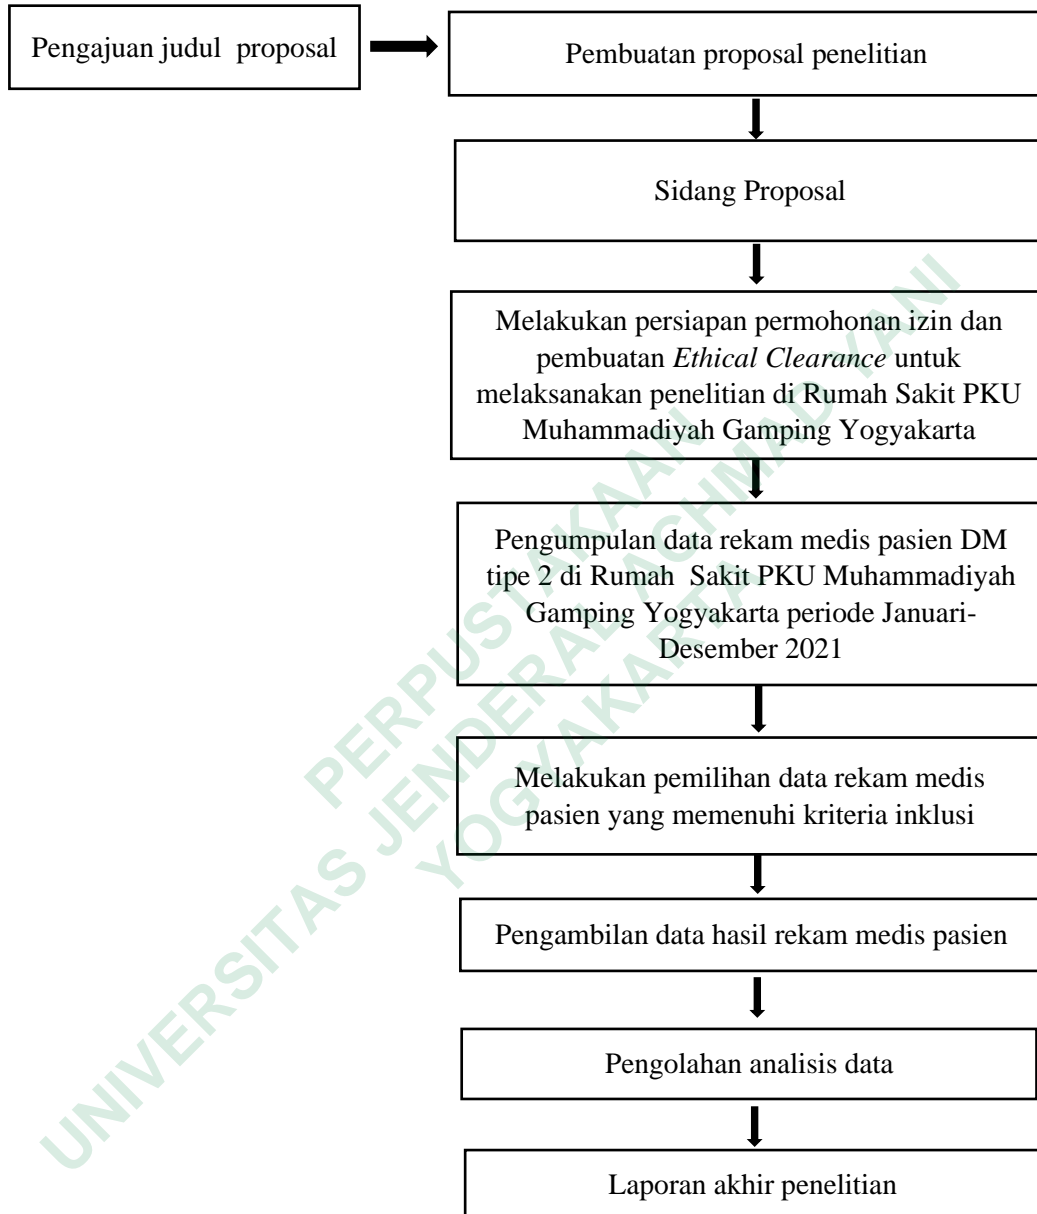 Pengajuan judul proposal
Pembuatan proposal penelitian
Sidang Proposal
Melakukan persiapan permohonan izin dan
pembuatan Ethical Clearance untuk
melaksanakan penelitian di Rumah Sakit PKU
Muhammadiyah Gamping Yogyakarta
Pengumpulan data rekam medis pasien DM
tipe 2 di Rumah Sakit PKU Muhammadiyah
Gamping Yogyakarta periode Januari-
Desember 2021
Melakukan pemilihan data rekam medis
pasien yang memenuhi kriteria inklusi
Pengambilan data hasil rekam medis pasien
Pengolahan analisis data
Laporan akhir penelitian
PERPUSTAKAAN
UNIVERSITAS JENDERAL ACHMAD YANI
YOGYAKARTA